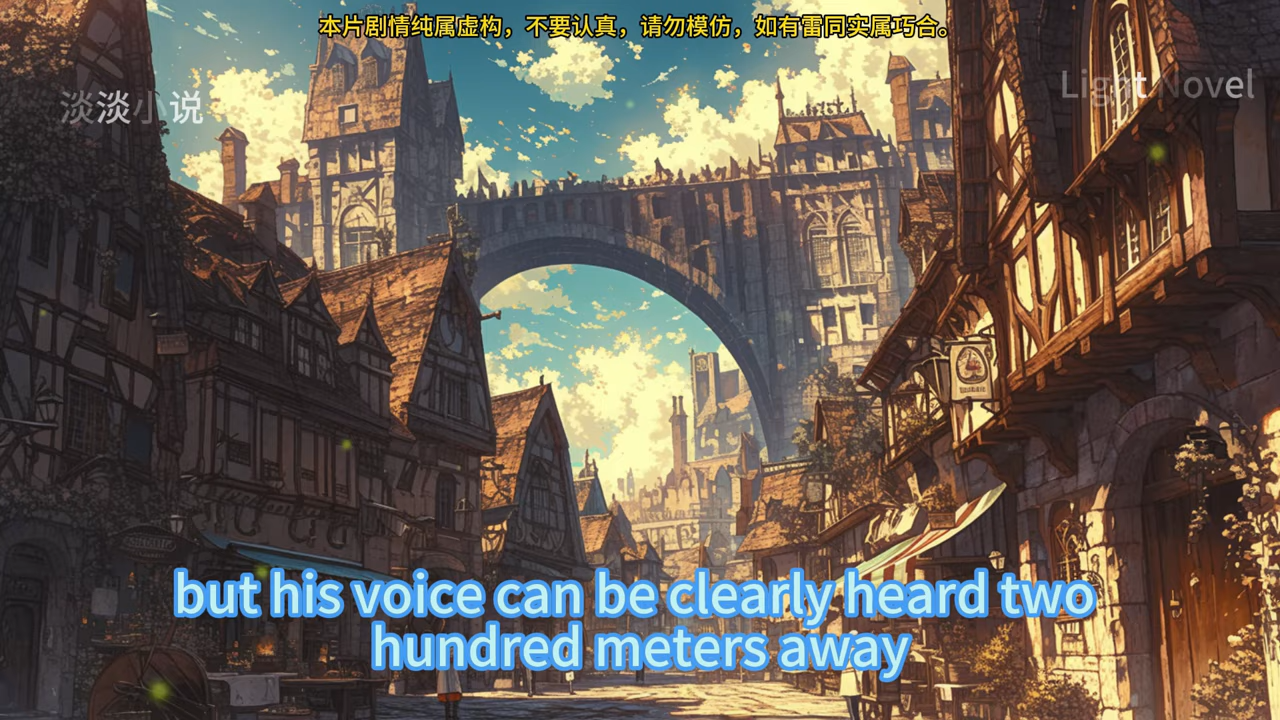 本片剧情纯属虚构，不要认真，请勿模仿，如有雷同实属巧合。
淡淡小说
Light Novel
but his voice can be clearly heard two
hundred meters away